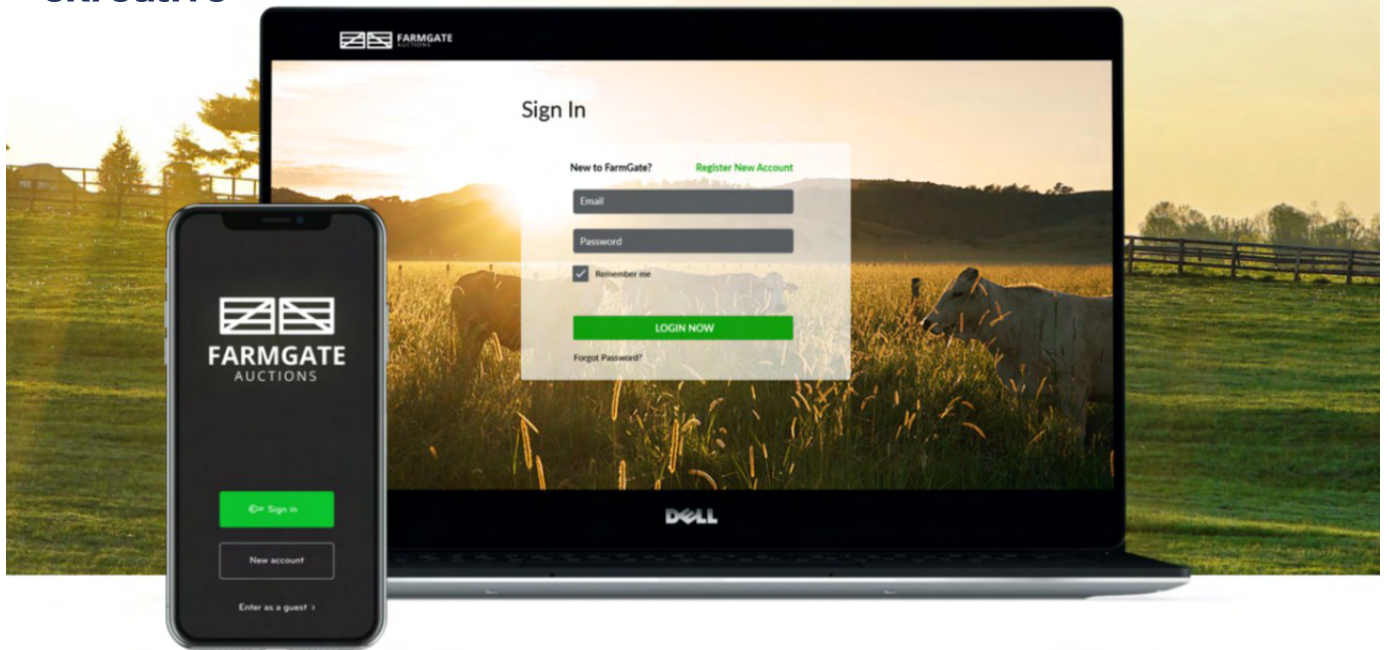 FARMGATE
AUCTIONS
Sign In
New to FarmGate? Register New Account
Email
Password
Remember me
LOGIN NOW
Forgot Password?
DELL
FARMGATE
AUCTIONS
Sign in
New account
Enter as a guest >